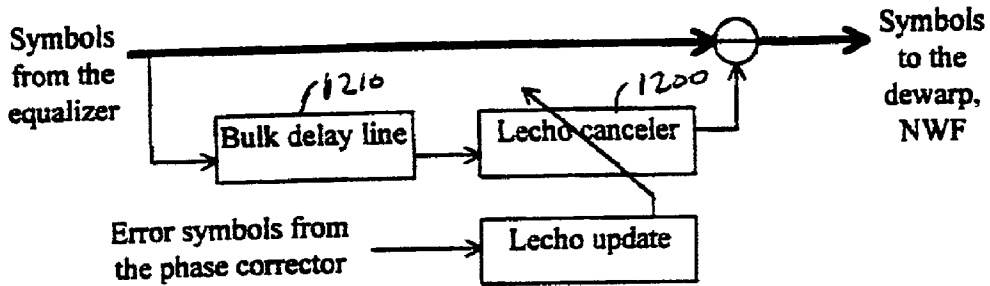 Symbols
from the
equalizer
1210
Bulk delay line
1200
Lecho canceler
Symbols
to the
dewarp,
NWF
Error symbols from
the phase corrector
Lecho update